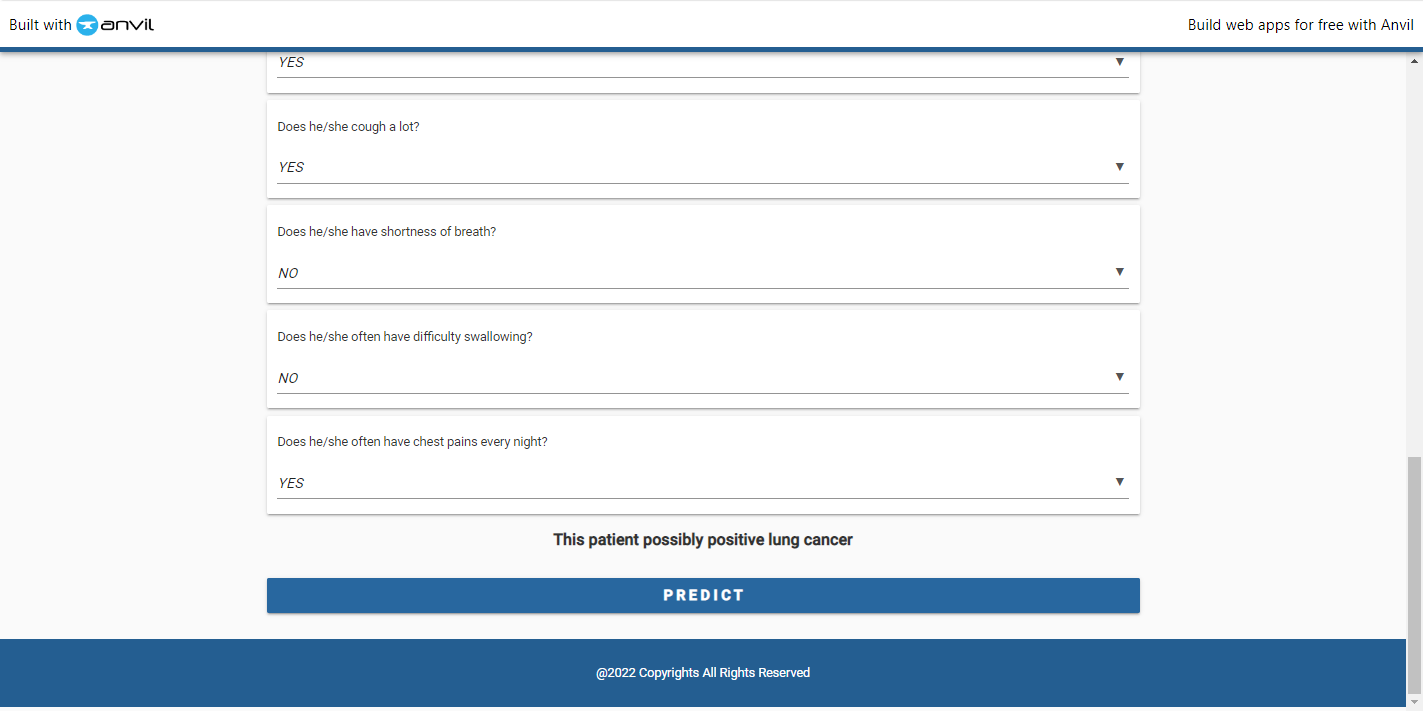 Built with anvil
Build web apps for free with Anvil
YES
Does he/she cough a lot?
YES
Does he/she have shortness of breath?
NO
Does he/she often have difficulty swallowing?
NO
Does he/she often have chest pains every night?
YES
This patient possibly positive lung cancer
PREDICT
@2022 Copyrights All Rights Reserved